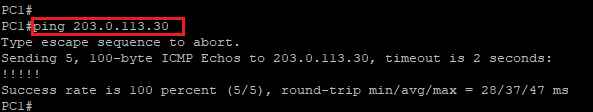 PC1#
PC1#ping 203.0.113.30
Type escape sequence to abort.
Sending 5, 100-byte ICMP Echos to 203.0.113.30, timeout is 2 seconds:
!!!!!
Success rate is 100 percent (5/5), round-trip min/avg/max = 28/37/47 ms
PC1#